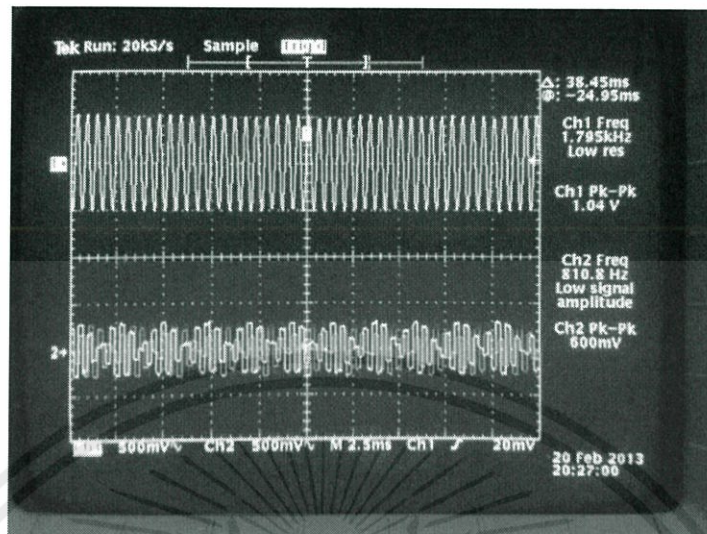 Tek Run: 20kS/s Sample
Δ: 38.45ms
@: -24.95ms
Ch1 Freq
1.795kHz
Low res
Ch1 Pk-Pk
1.04 V
Ch2 Freq
810.8 Hz
Low signal
amplitude
Ch2 Pk-Pk
600mV
2+
500mV Ch2 500mV M 2.5ms Ch1 20mV
20 Feb 2013
20:27:00